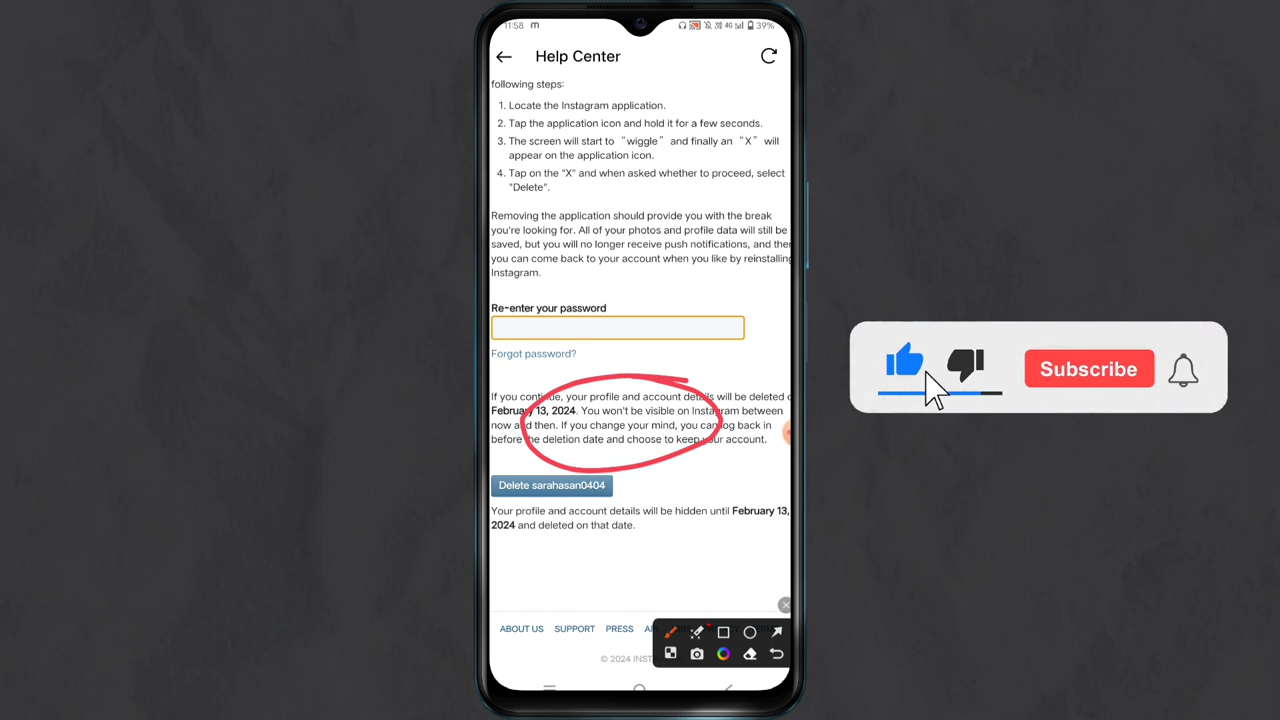 11:58 m 4G 39%
Help Center
following steps:
1. Locate the Instagram application.
2. Tap the application icon and hold it for a few seconds.
3. The screen will start to “wiggle” and finally an “X” will
appear on the application icon.
4. Tap on the "X" and when asked whether to proceed, select
"Delete".
Removing the application should provide you with the break
you're looking for. All of your photos and profile data will still be
saved, but you will no longer receive push notifications, and then
you can come back to your account when you like by reinstalling
Instagram.
Re-enter your password
Forgot password?
If you continue, your profile and account details will be deleted
February 13, 2024. You won't be visible on Instagram between
now and then. If you change your mind, you can log back in
before the deletion date and choose to keep your account.
Delete sarahasan0404
Your profile and account details will be hidden until February 13,
2024 and deleted on that date.
ABOUT US SUPPORT PRESS
© 2024 INST
Subscribe